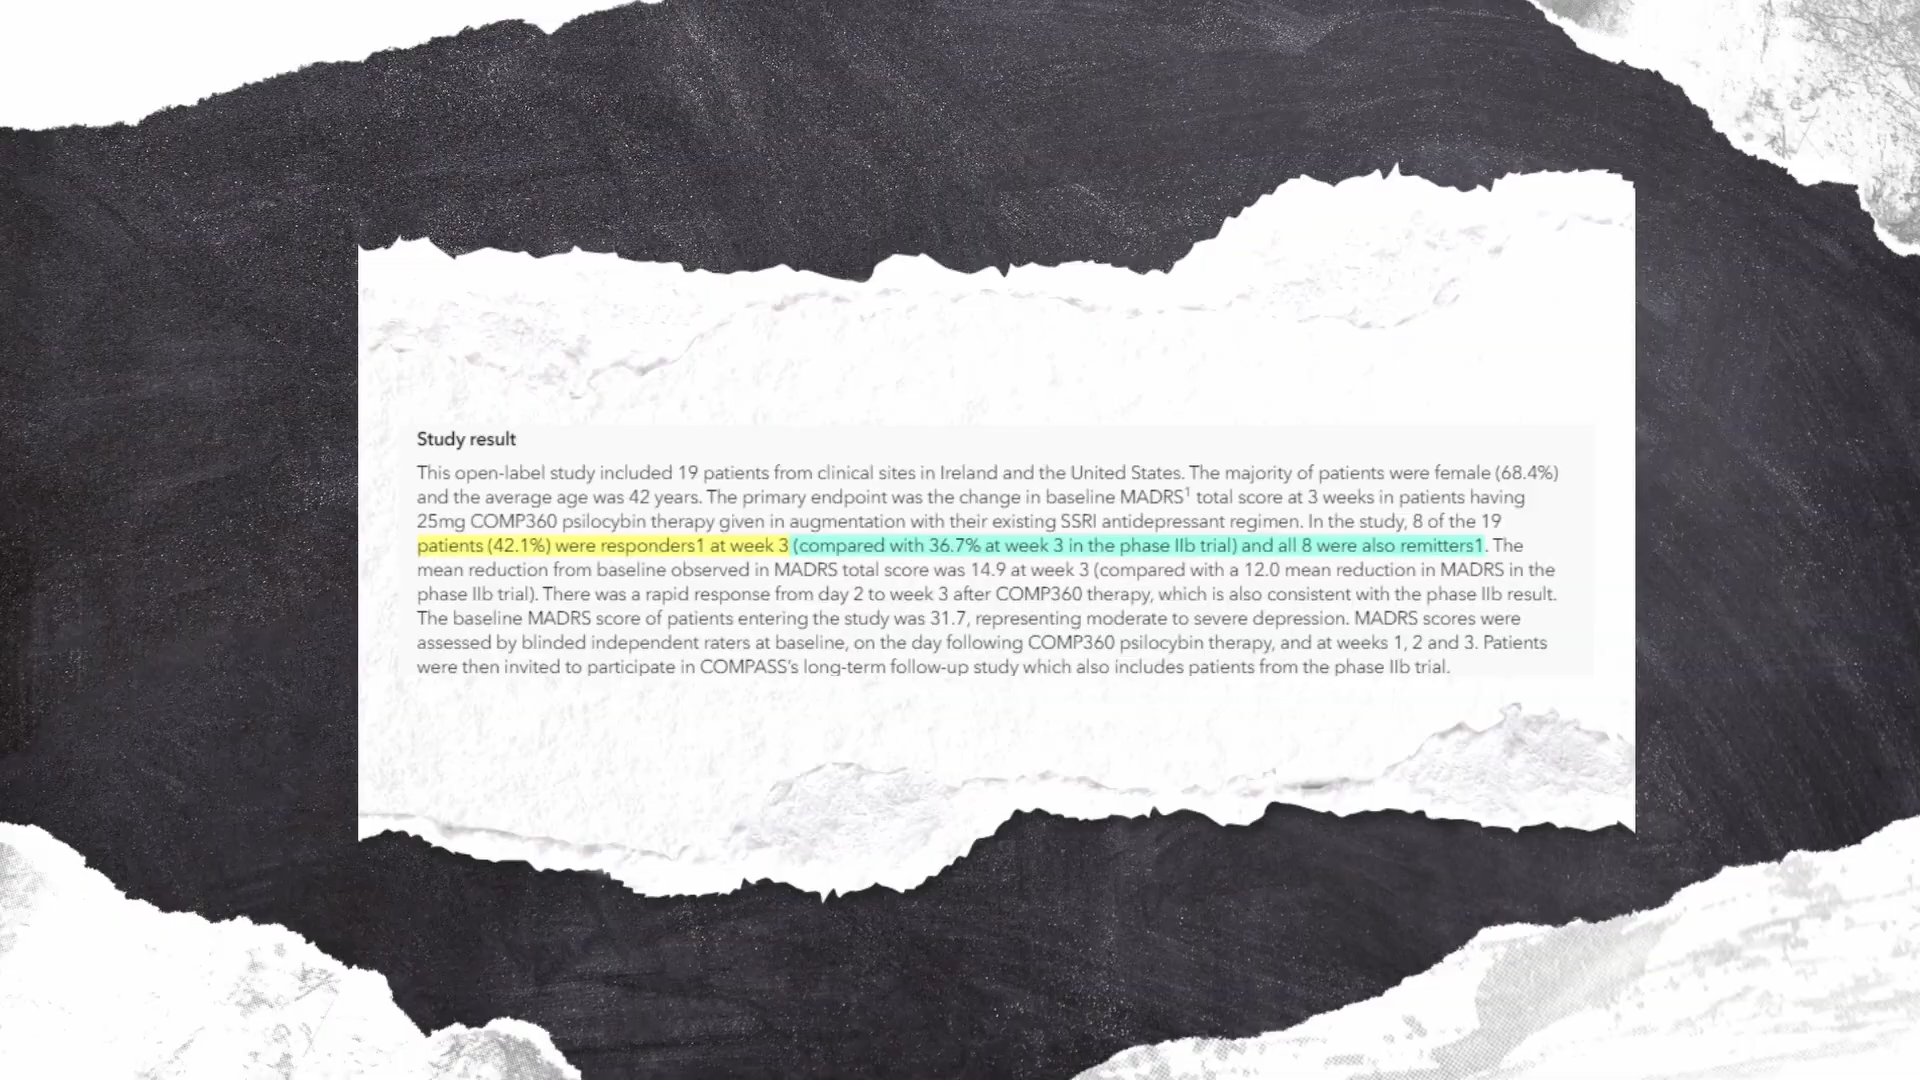 Study result
This open-label study included 19 patients from clinical sites in Ireland and the United States. The majority of patients were female (68.4%)
and the average age was 42 years. The primary endpoint was the change in baseline MADRS¹ total score at 3 weeks in patients having
25mg COMP360 psilocybin therapy given in augmentation with their existing SSRI antidepressant regimen. In the study, 8 of the 19
patients (42.1%) were responders1 at week 3 (compared with 36.7% at week 3 in the phase IIb trial) and all 8 were also remitters1. The
mean reduction from baseline observed in MADRS total score was 14.9 at week 3 (compared with a 12.0 mean reduction in MADRS in the
phase IIb trial). There was a rapid response from day 2 to week 3 after COMP360 therapy, which is also consistent with the phase IIb result.
The baseline MADRS score of patients entering the study was 31.7, representing moderate to severe depression. MADRS scores were
assessed by blinded independent raters at baseline, on the day following COMP360 psilocybin therapy, and at weeks 1, 2 and 3. Patients
were then invited to participate in COMPASS's long-term follow-up study which also includes patients from the phase IIb trial.